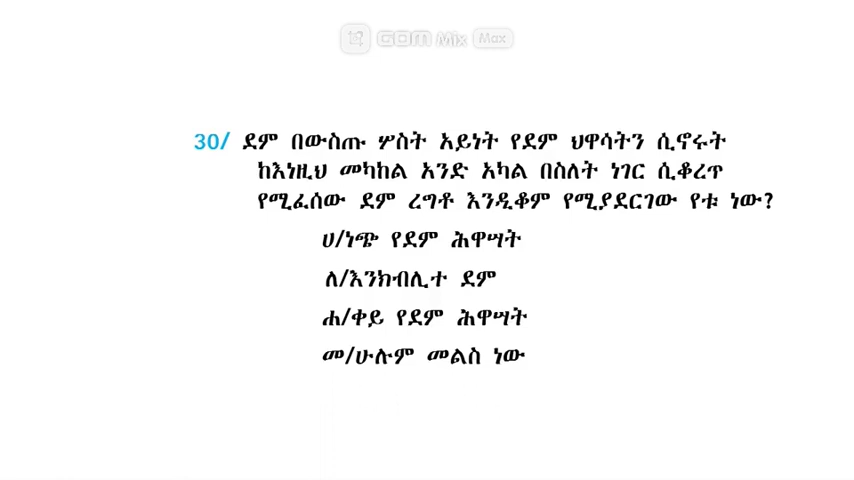 GOM Mix Max
30/ ደም በውስጡ ሦስት አይነት የደም ህዋሳትን ሲኖሩት
ከእነዚህ መካከል አንድ አካል በስለት ነገር ሲቆረጥ
የሚፈሰው ደም ረግቶ እንዲቆም የሚያደርገው የቱ ነው?
ሀ/ነጭ የደም ሕዋሣት
ለ/እንክብሊተ ደም
ሐ/ቀይ የደም ሕዋሣት
መ/ሁሉም መልስ ነው